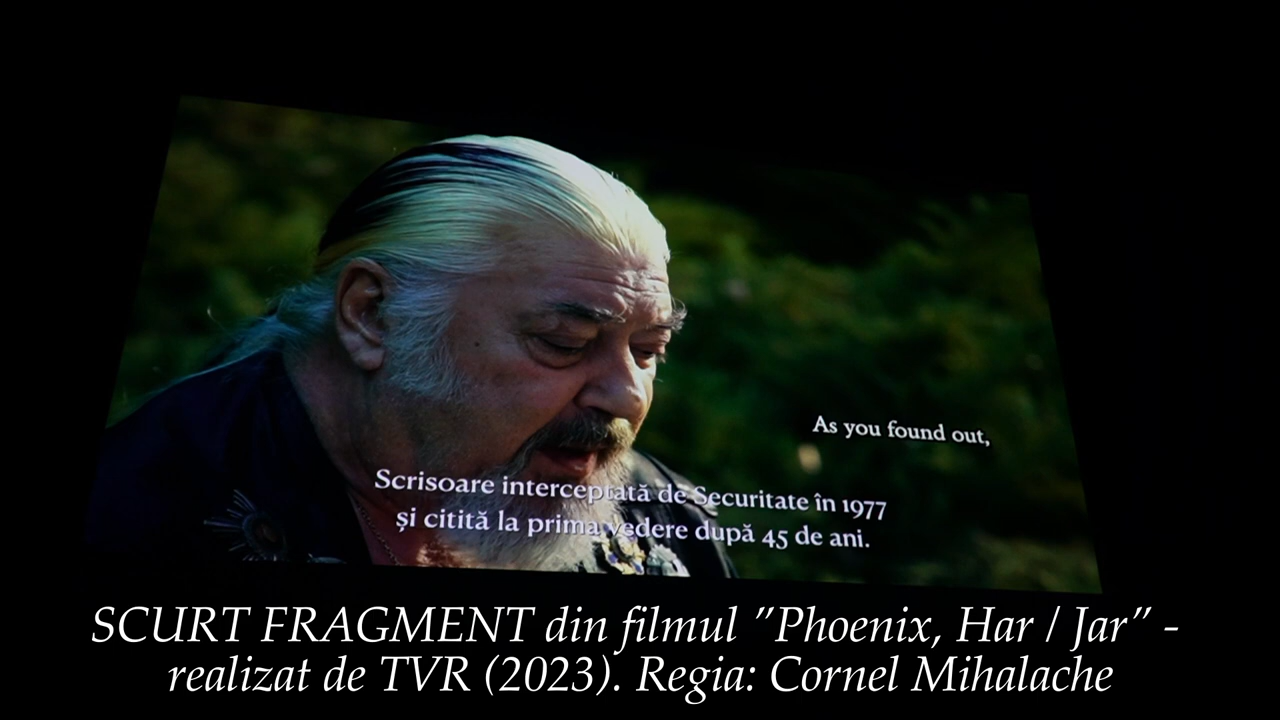 As you found out,
Scrisoare interceptată de Securitate în 1977
și citită la prima vedere după 45 de ani.
SCURT FRAGMENT din filmul ”Phoenix, Har / Jar” -
realizat de TVR (2023). Regia: Cornel Mihalache